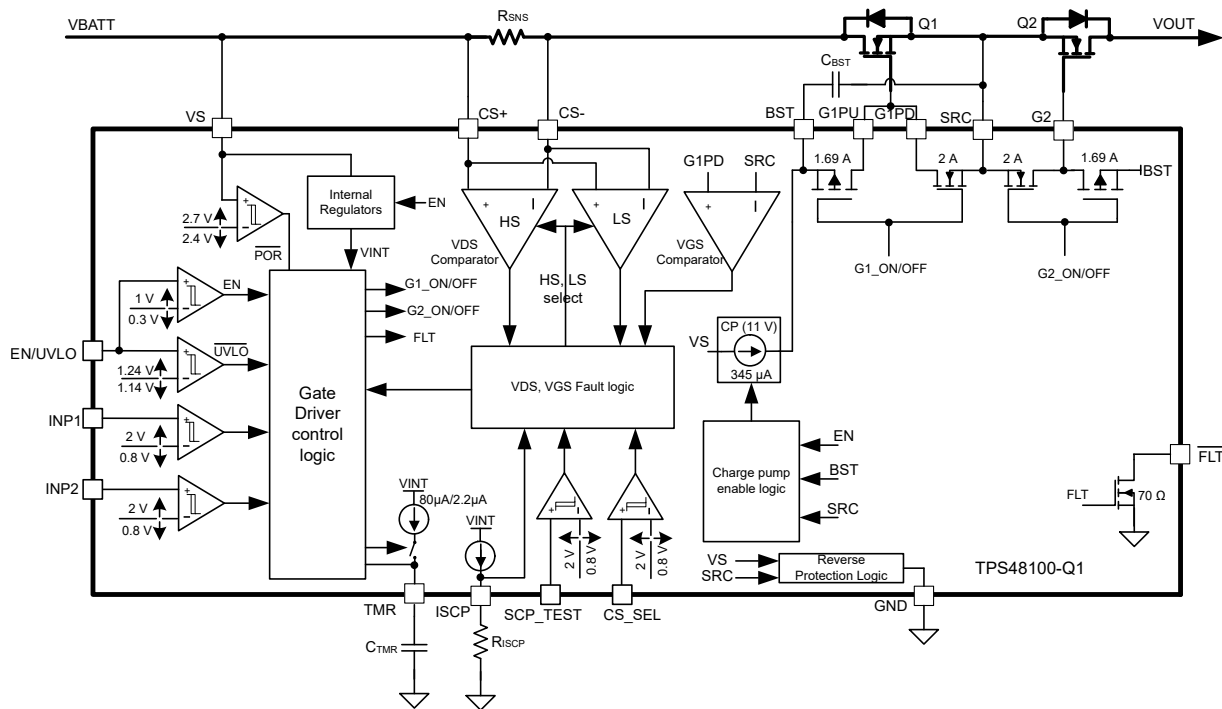 VBATT
RSNS
Q1
Q2
VOUT
CBST
VS
CS+
CS-
BST
G1PU
G1PD
SRC
G2
1.69 A
2 A
2 A
1.69 A
BST
G1PD
SRC
Internal
Regulators
EN
+
-
HS
+
-
LS
+
-
2.7 V
2.4 V
+
-
POR
VINT
VDS
Comparator
VGS
Comparator
G1_ON/OFF
G2_ON/OFF
HS, LS
select
G1_ON/OFF
G2_ON/OFF
FLT
EN
1 V
0.3 V
+
-
CP (11 V)
VS
345 µA
EN/UVLO
UVLO
1.24 V
1.14 V
+
-
VDS, VGS Fault logic
Gate
Driver
control
logic
INP1
2 V
0.8 V
+
-
EN
BST
SRC
Charge pump
enable logic
FLT
INP2
2 V
0.8 V
+
-
VINT
80µA/2.2µA
VINT
+
-
2 V
0.8 V
+
-
2 V
0.8 V
FLT
70 Ω
VS
SRC
Reverse
Protection Logic
TPS48100-Q1
TMR
ISCP
SCP_TEST
CS_SEL
GND
CTMR
RISCP